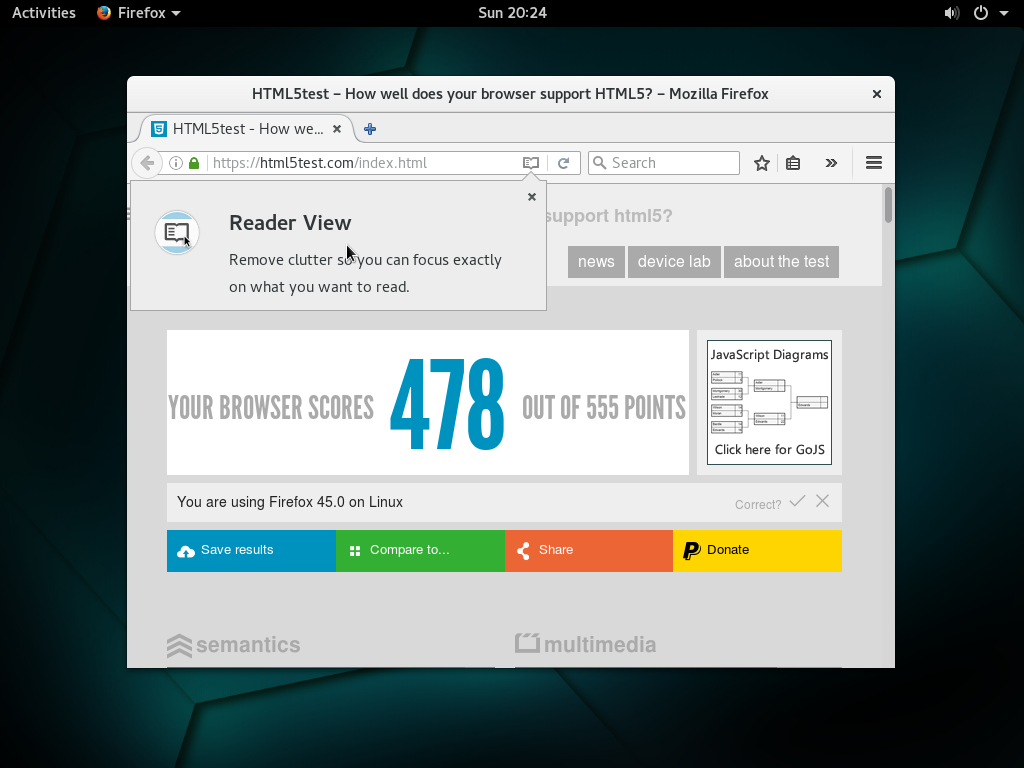 Activities Firefox Sun 20:24
HTML5test – How well does your browser support HTML5? – Mozilla Firefox
HTML5test - How we...
https://html5test.com/index.html Search
support html5?
Reader View
Remove clutter so you can focus exactly
on what you want to read.
news device lab about the test
YOUR BROWSER SCORES 478 OUT OF 555 POINTS
JavaScript Diagrams
Click here for GoJS
You are using Firefox 45.0 on Linux Correct?
Save results Compare to... Share Donate
semantics multimedia